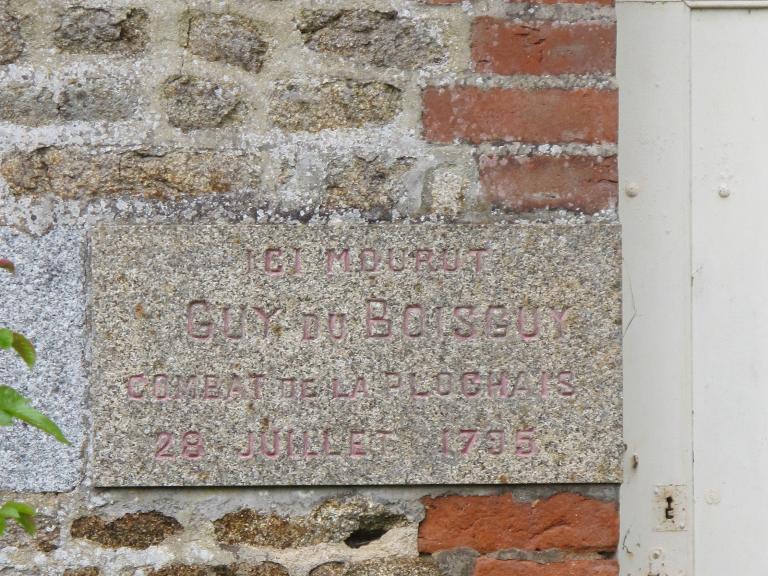 ICI MOURUT
GUY DU BOISGUY
COMBAT DE LA PLOCHAIS
28 JUILLET 1795